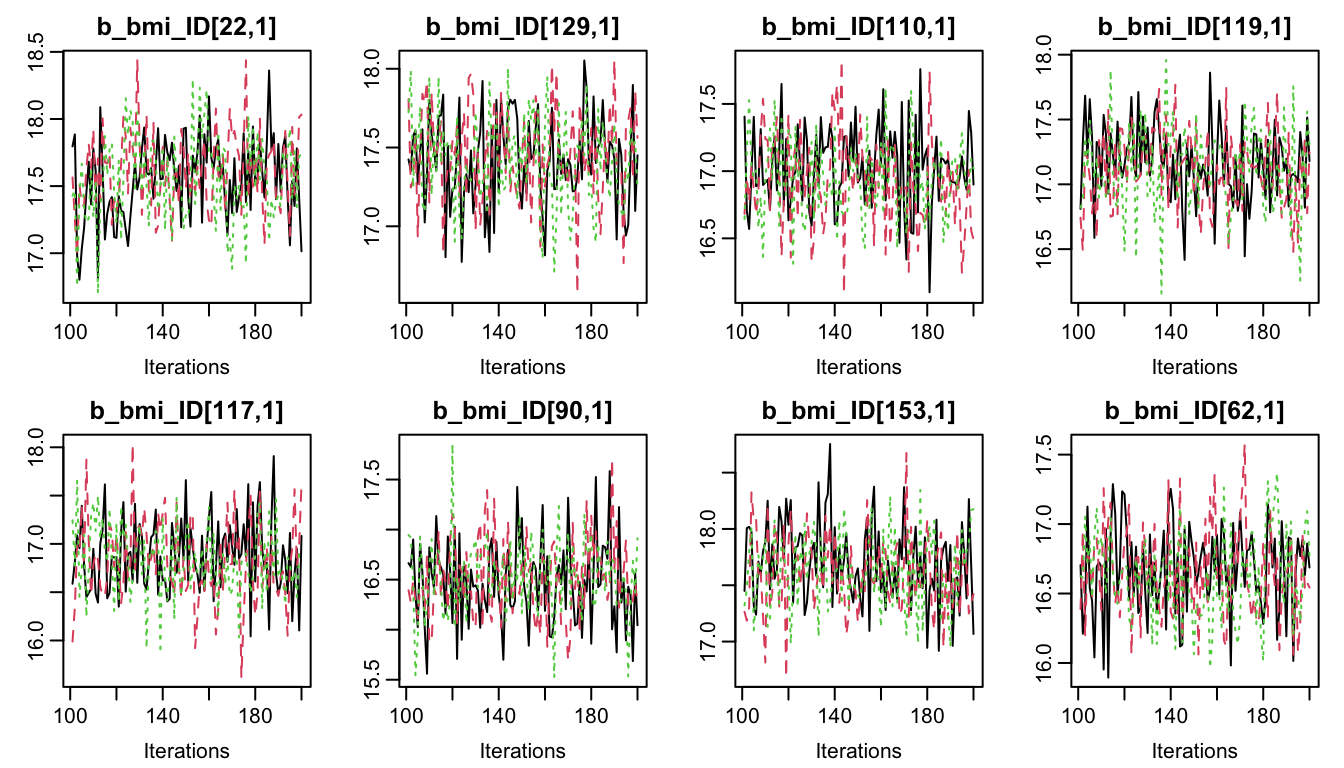 b_bmi_ID[22,1] b_bmi_ID[129,1] b_bmi_ID[110,1] b_bmi_ID[119,1]
18.5 18.0 17.5 17.0
18.0 17.5 17.0
17.5 17.0 16.5
18.0 17.5 17.0 16.5
100 140 180 100 140 180 100 140 180 100 140 180
Iterations Iterations Iterations Iterations
b_bmi_ID[117,1] b_bmi_ID[90,1] b_bmi_ID[153,1] b_bmi_ID[62,1]
18.0 17.0 16.0
17.5 16.5 15.5
18.0 17.0
17.5 17.0 16.5 16.0
100 140 180 100 140 180 100 140 180 100 140 180
Iterations Iterations Iterations Iterations